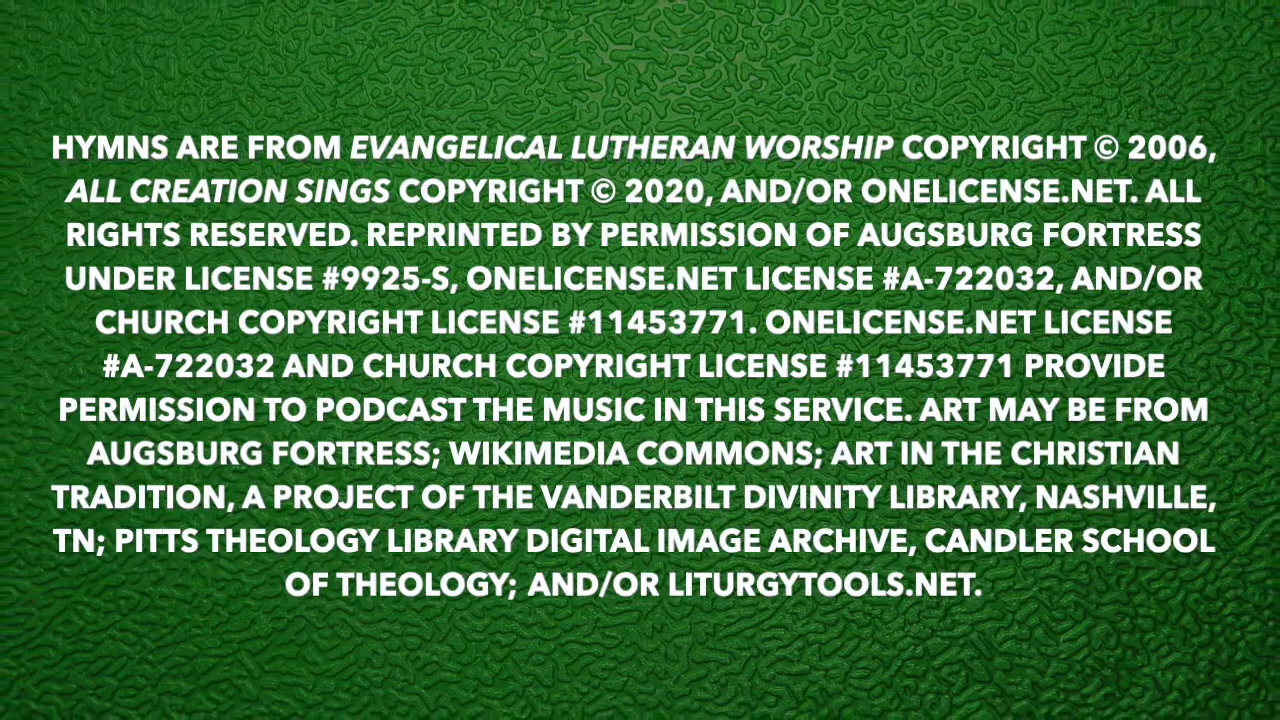 HYMNS ARE FROM EVANGELICAL LUTHERAN WORSHIP COPYRIGHT © 2006,
ALL CREATION SINGS COPYRIGHT © 2020, AND/OR ONELICENSE.NET. ALL
RIGHTS RESERVED. REPRINTED BY PERMISSION OF AUGSBURG FORTRESS
UNDER LICENSE #9925-S, ONELICENSE.NET LICENSE #A-722032, AND/OR
CHURCH COPYRIGHT LICENSE #11453771. ONELICENSE.NET LICENSE
#A-722032 AND CHURCH COPYRIGHT LICENSE #11453771 PROVIDE
PERMISSION TO PODCAST THE MUSIC IN THIS SERVICE. ART MAY BE FROM
AUGSBURG FORTRESS; WIKIMEDIA COMMONS; ART IN THE CHRISTIAN
TRADITION, A PROJECT OF THE VANDERBILT DIVINITY LIBRARY, NASHVILLE,
TN; PITTS THEOLOGY LIBRARY DIGITAL IMAGE ARCHIVE, CANDLER SCHOOL
OF THEOLOGY; AND/OR LITURGYTOOLS.NET.